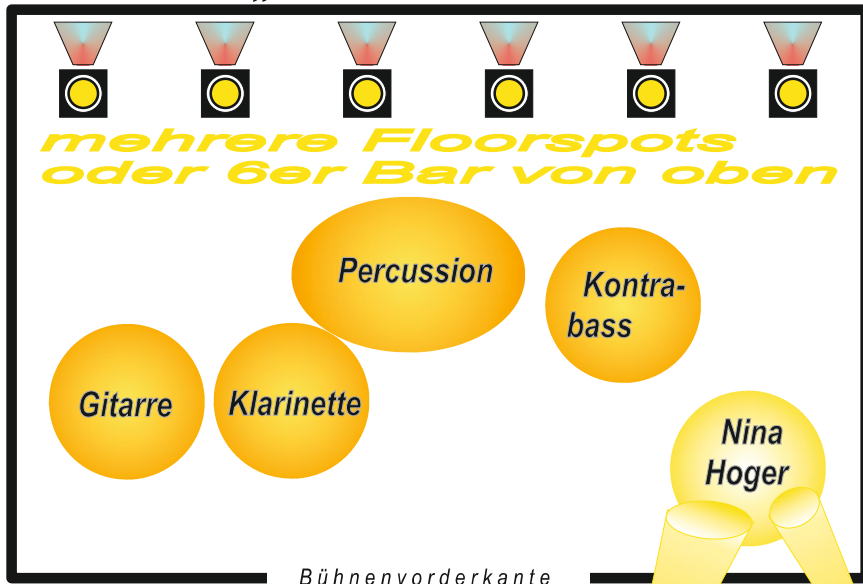 mehrere Floorspots
oder 6er Bar von oben
Percussion
Kontra-
bass
Gitarre
Klarinette
Nina
Hoger
Bühnenvorderkante